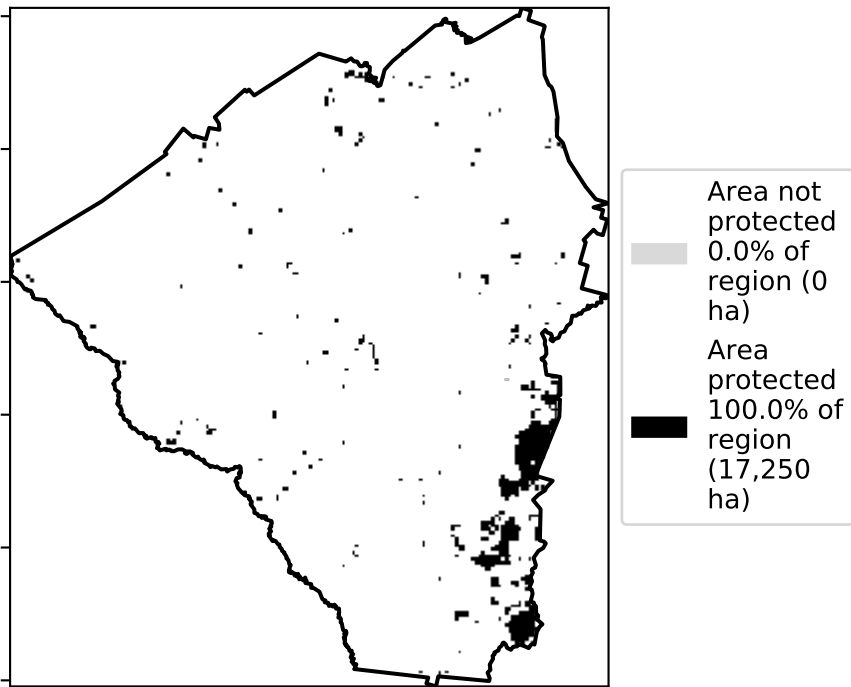 Area not
protected
0.0% of
region (0
ha)
Area
protected
100.0% of
region
(17,250
ha)